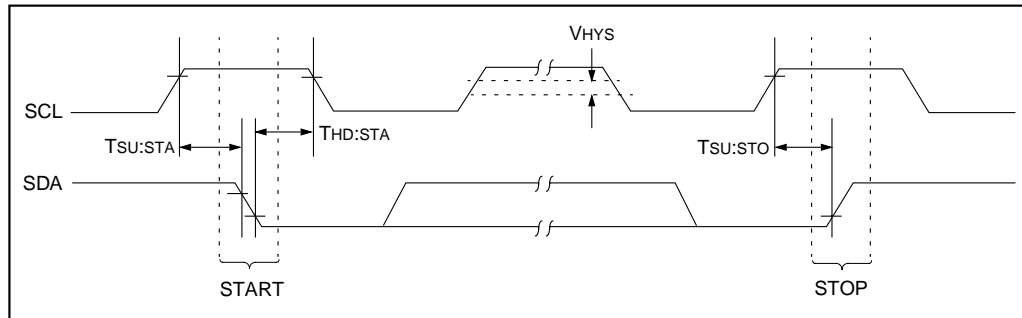 VHYS
SCL
TSU:STA
THD:STA
TSU:STO
SDA
START
STOP